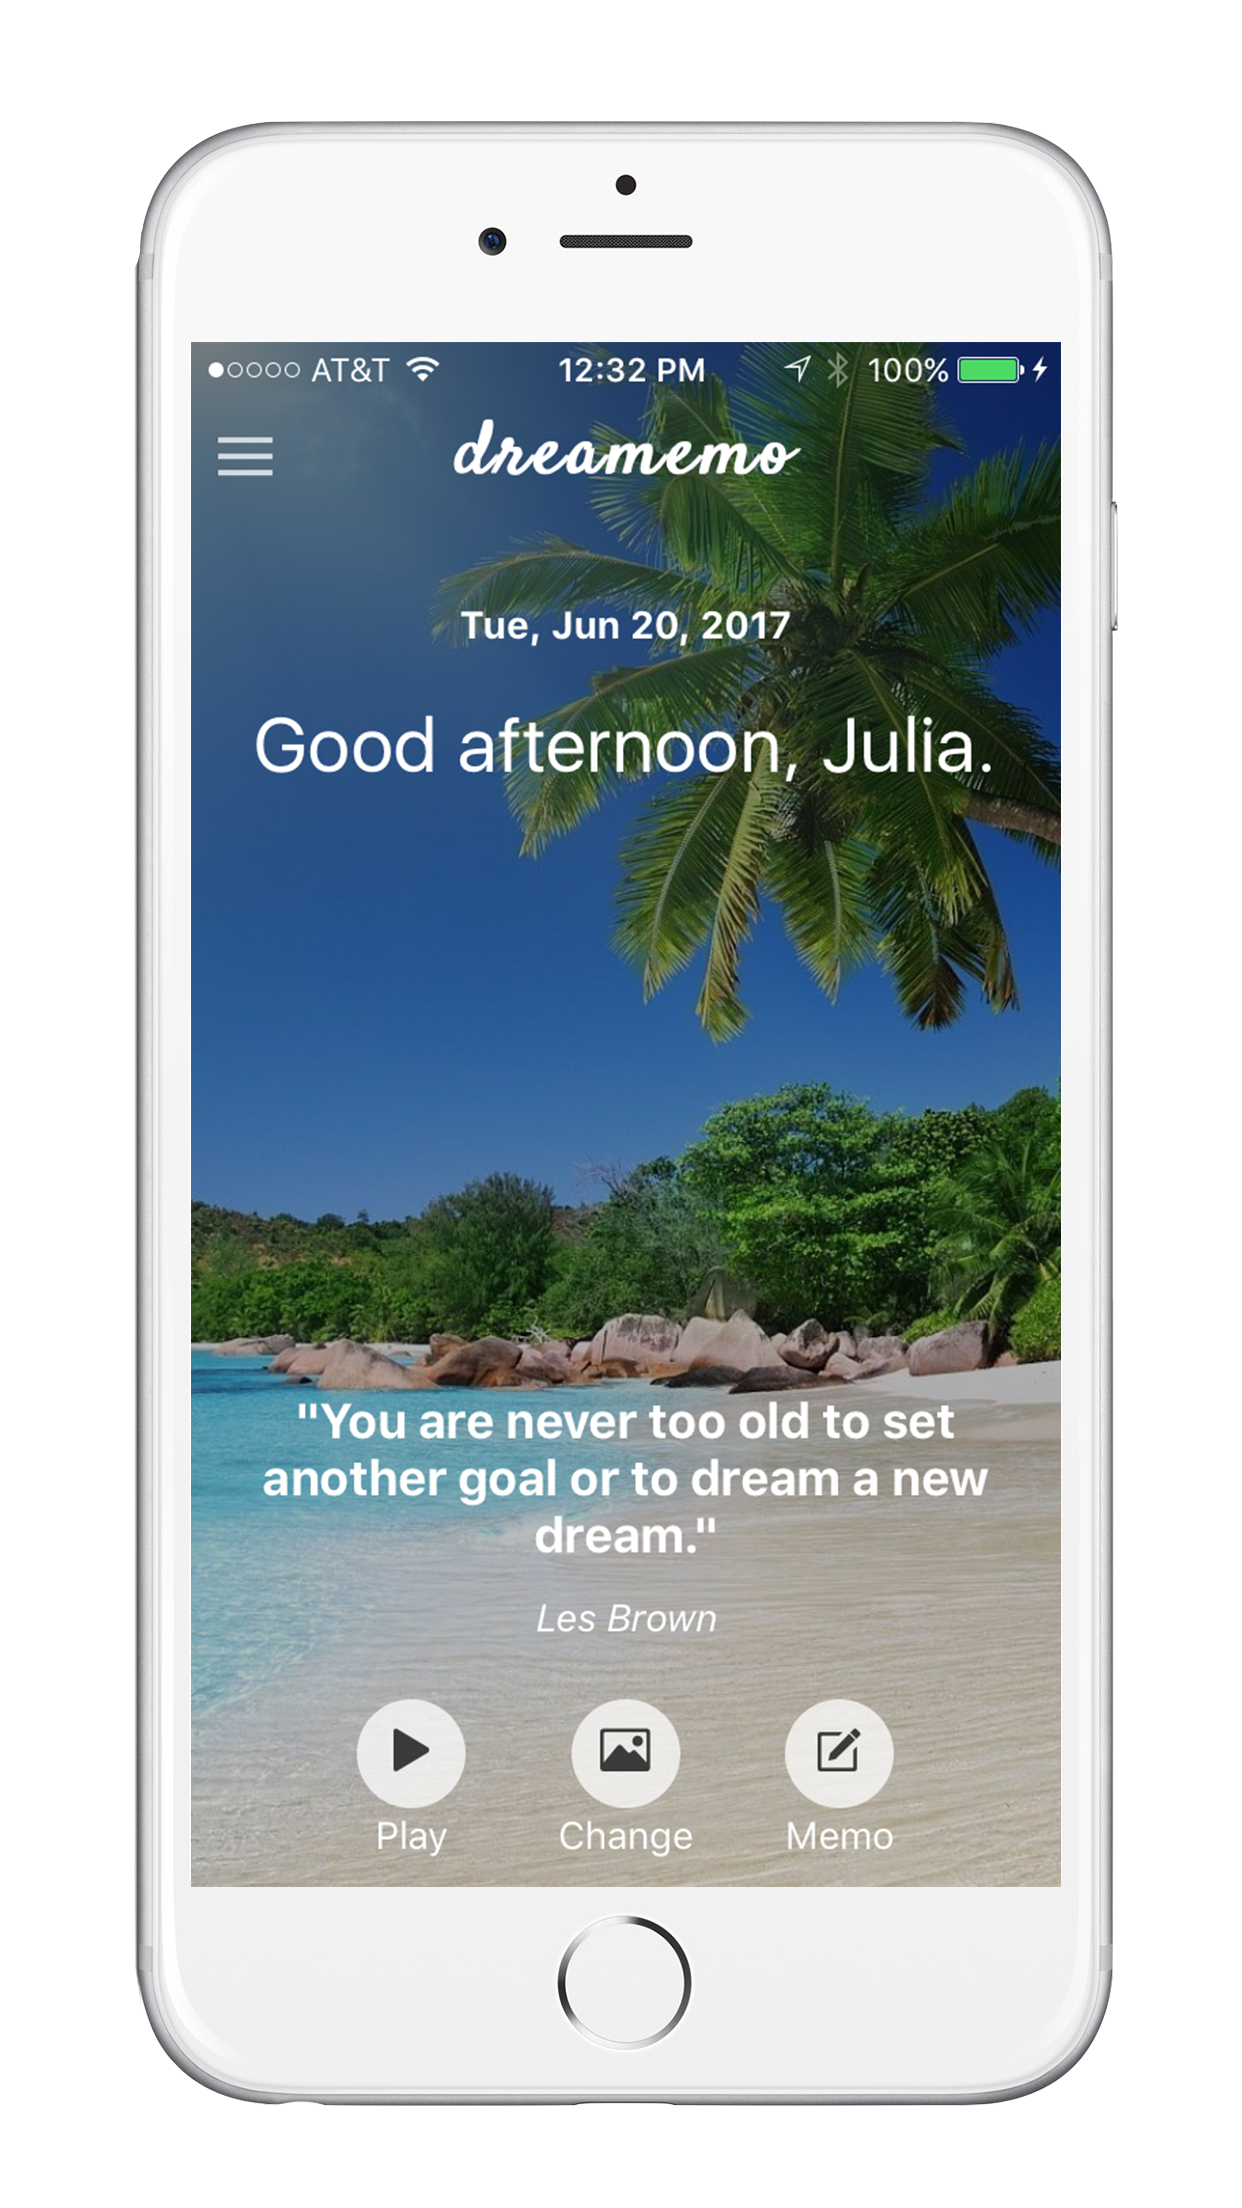 AT&T 12:32 PM 100%
dreamemo
Tue, Jun 20, 2017
Good afternoon, Julia.
"You are never too old to set
another goal or to dream a new
dream."
Les Brown
Play Change Memo